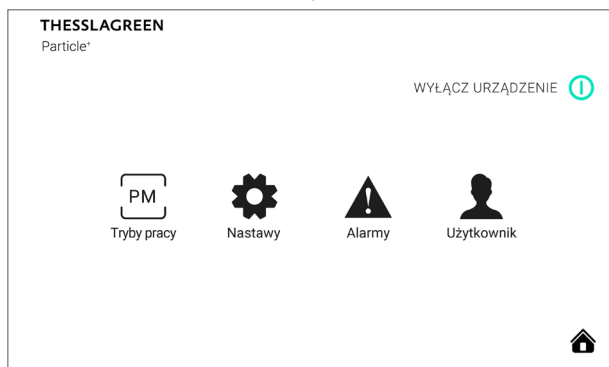 THESSLAGREEN
Particle⁺
WYŁĄCZ URZĄDZENIE
PM
Tryby pracy Nastawy Alarmy Użytkownik